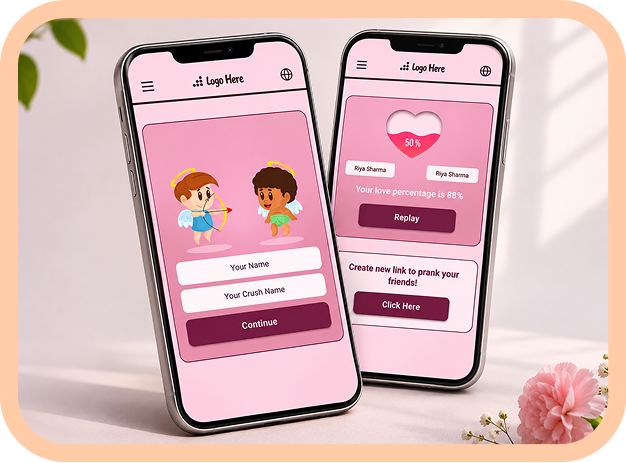 Logo Here
Your Name
Your Crush Name
Continue
Logo Here
50%
Riya Sharma
Riya Sharma
Your love percentage is 88%
Replay
Create new link to prank your
friends!
Click Here